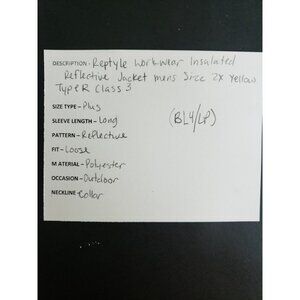 DESCRIPTION - Reptyle Workwear Insulated
Reflective Jacket mens Size 2X Yellow
Type R Class 3
SIZE TYPE - Plus
SLEEVE LENGTH - Long
(BL4/LP)
PATTERN - Reflective
FIT - Loose
MATERIAL - Polyester
OCCASION - Outdoor
NECKLINE - Collar